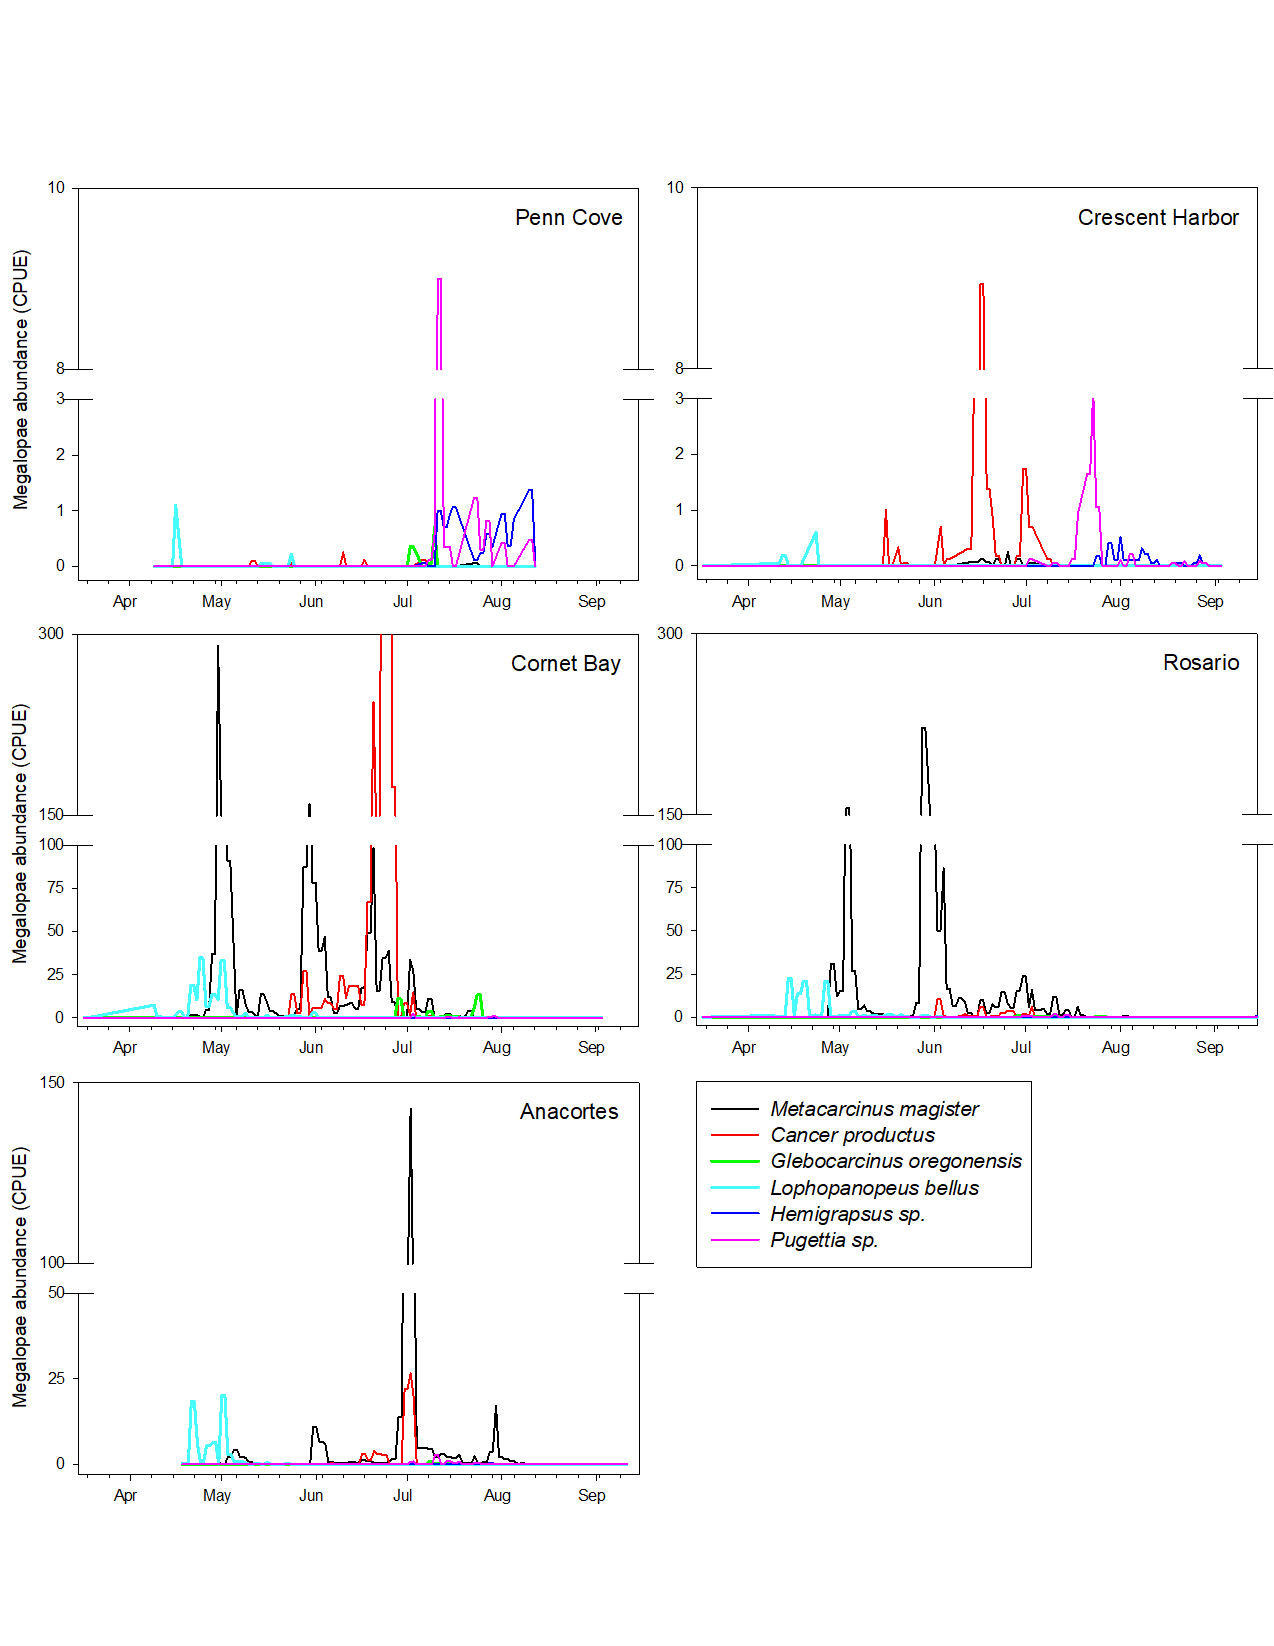 Penn Cove
Megalopae abundance (CPUE)
10
8
3
2
1
0
Apr May Jun Jul Aug Sep
Crescent Harbor
10
8
3
2
1
0
Apr May Jun Jul Aug Sep
Cornet Bay
Megalopae abundance (CPUE)
300
150
100
75
50
25
0
Apr May Jun Jul Aug Sep
Rosario
300
150
100
75
50
25
0
Apr May Jun Jul Aug Sep
Anacortes
Megalopae abundance (CPUE)
150
100
50
25
0
Apr May Jun Jul Aug Sep
Metacarcinus magister
Cancer productus
Glebocarcinus oregonensis
Lophopanopeus bellus
Hemigrapsus sp.
Pugettia sp.